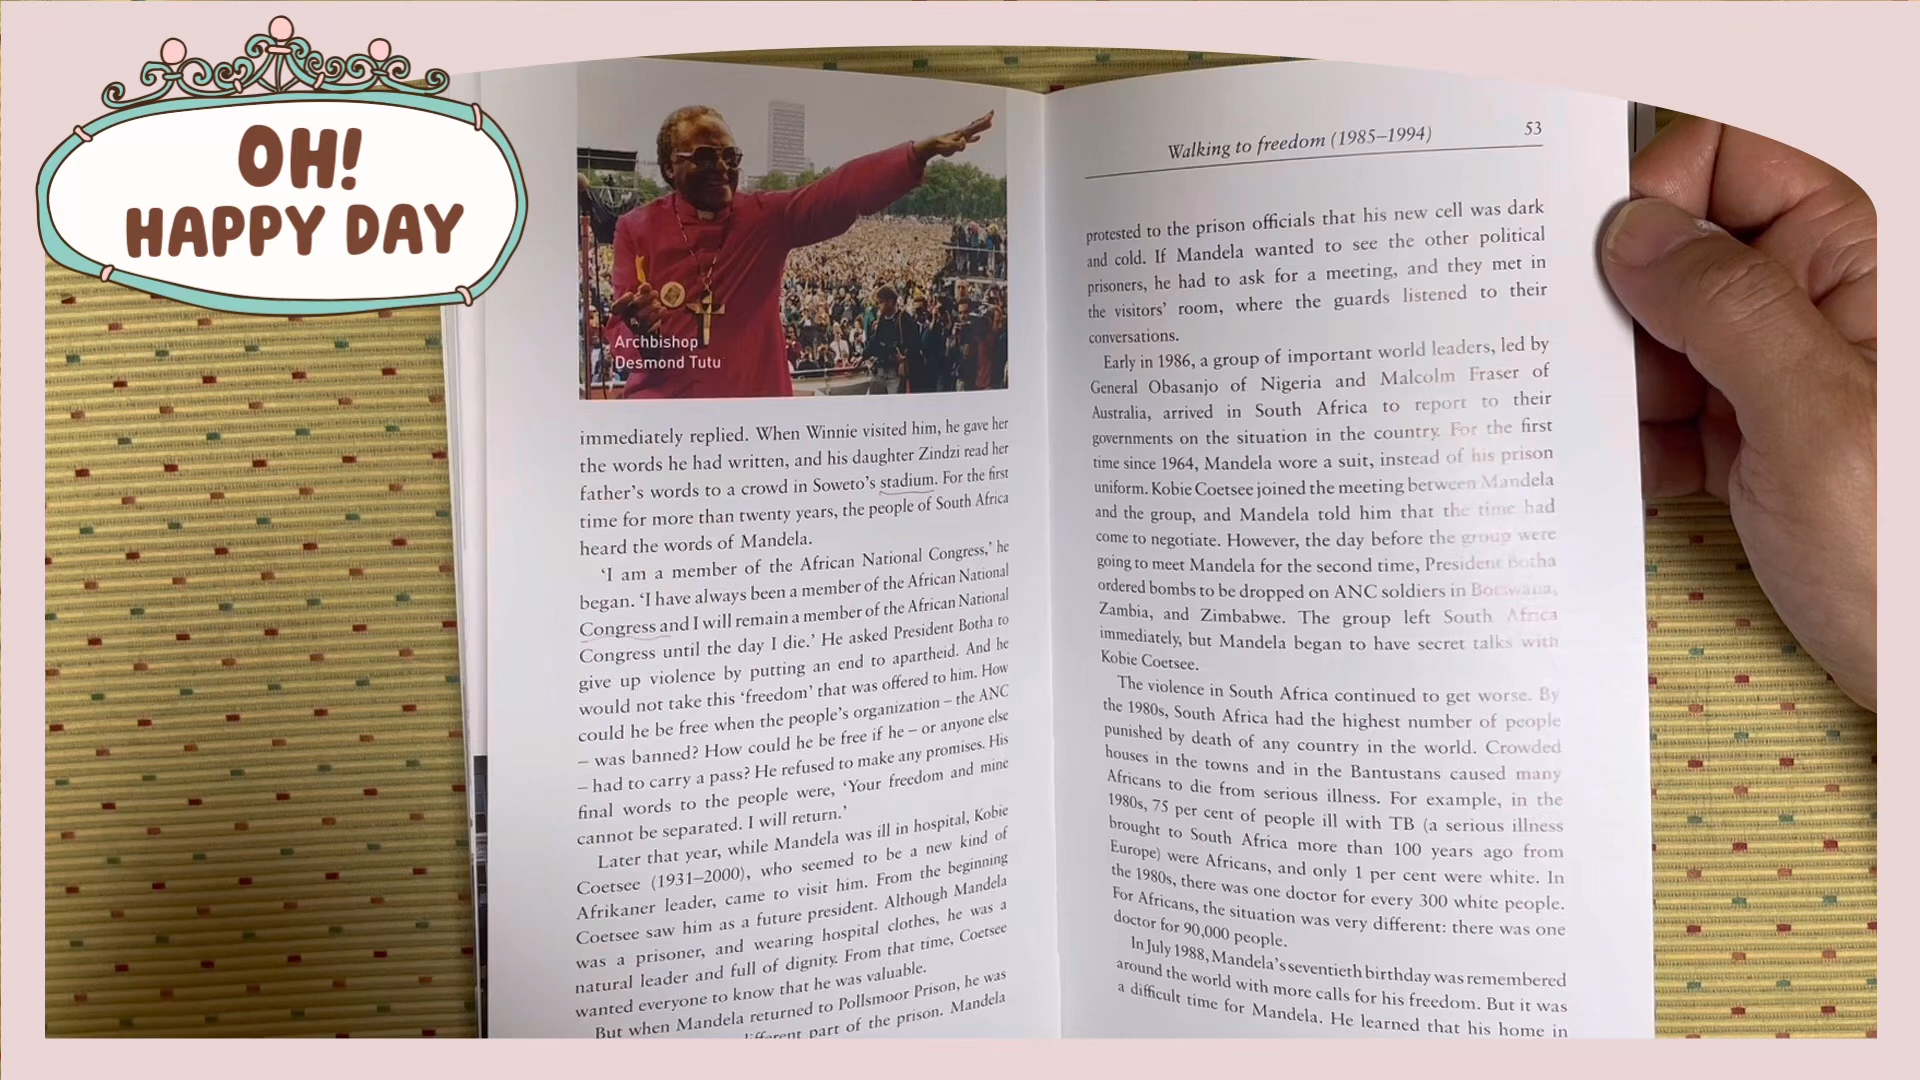 OH!
HAPPY DAY
Archbishop
Desmond Tutu
immediately replied. When Winnie visited him, he gave her
the words he had written, and his daughter Zindzi read her
father's words to a crowd in Soweto's stadium. For the first
time for more than twenty years, the people of South Africa
heard the words of Mandela.
'I am a member of the African National Congress,' he
began. 'I have always been a member of the African National
Congress and I will remain a member of the African National
Congress until the day I die.' He asked President Botha to
give up violence by putting an end to apartheid. And he
would not take this 'freedom' that was offered to him. How
could he be free when the people's organization – the ANC
– was banned? How could he be free if he – or anyone else
– had to carry a pass? He refused to make any promises. His
final words to the people were, 'Your freedom and mine
cannot be separated. I will return.'
Later that year, while Mandela was ill in hospital, Kobie
Coetsee (1931–2000), who seemed to be a new kind of
Afrikaner leader, came to visit him. From the beginning
Coetsee saw him as a future president. Although Mandela
was a prisoner, and wearing hospital clothes, he was a
natural leader and full of dignity. From that time, Coetsee
wanted everyone to know that he was valuable.
But when Mandela returned to Pollsmoor Prison, he was
part of the prison. Mandela
Walking to freedom (1985–1994) 53
protested to the prison officials that his new cell was dark
and cold. If Mandela wanted to see the other political
prisoners, he had to ask for a meeting, and they met in
the visitors' room, where the guards listened to their
conversations.
Early in 1986, a group of important world leaders, led by
General Obasanjo of Nigeria and Malcolm Fraser of
Australia, arrived in South Africa to report to their
governments on the situation in the country. For the first
time since 1964, Mandela wore a suit, instead of his prison
uniform. Kobie Coetsee joined the meeting between Mandela
and the group, and Mandela told him that the time had
come to negotiate. However, the day before the group were
going to meet Mandela for the second time, President Botha
ordered bombs to be dropped on ANC soldiers in Botswana,
Zambia, and Zimbabwe. The group left South Africa
immediately, but Mandela began to have secret talks with
Kobie Coetsee.
The violence in South Africa continued to get worse. By
the 1980s, South Africa had the highest number of people
punished by death of any country in the world. Crowded
houses in the towns and in the Bantustans caused many
Africans to die from serious illness. For example, in the
1980s, 75 per cent of people ill with TB (a serious illness
brought to South Africa more than 100 years ago from
Europe) were Africans, and only 1 per cent were white. In
the 1980s, there was one doctor for every 300 white people.
For Africans, the situation was very different: there was one
doctor for 90,000 people.
In July 1988, Mandela's seventieth birthday was remembered
around the world with more calls for his freedom. But it was
a difficult time for Mandela. He learned that his home in